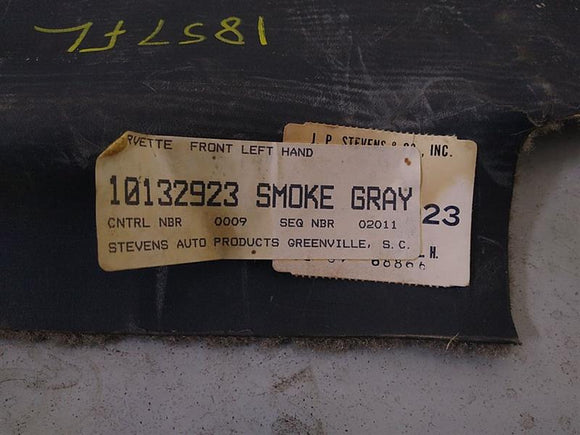 1857FL
J. P. STEVENS & CO., INC.
RVETTE FRONT LEFT HAND
10132923 SMOKE GRAY
23
CNTRL NBR 0009 SEQ NBR 02011
STEVENS AUTO PRODUCTS GREENVILLE, S.C.
H.
68866